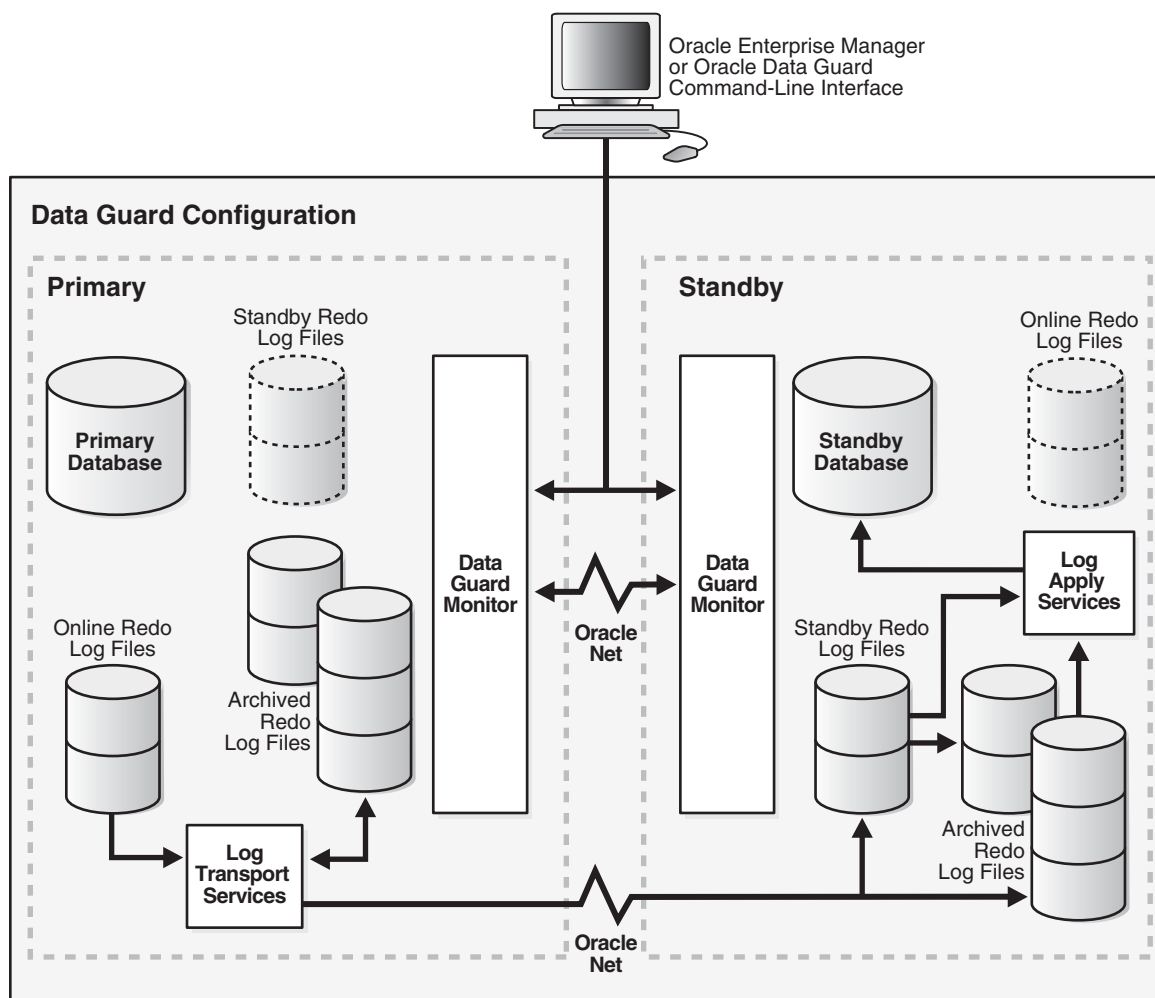 Oracle Enterprise Manager
or Oracle Data Guard
Command-Line Interface
Data Guard Configuration
Primary
Standby Redo
Log Files
Primary
Database
Online Redo
Log Files
Archived
Redo
Log Files
Data
Guard
Monitor
Log
Transport
Services
Oracle
Net
Oracle
Net
Standby
Online Redo
Log Files
Standby
Database
Data
Guard
Monitor
Log
Apply
Services
Standby Redo
Log Files
Archived
Redo
Log Files